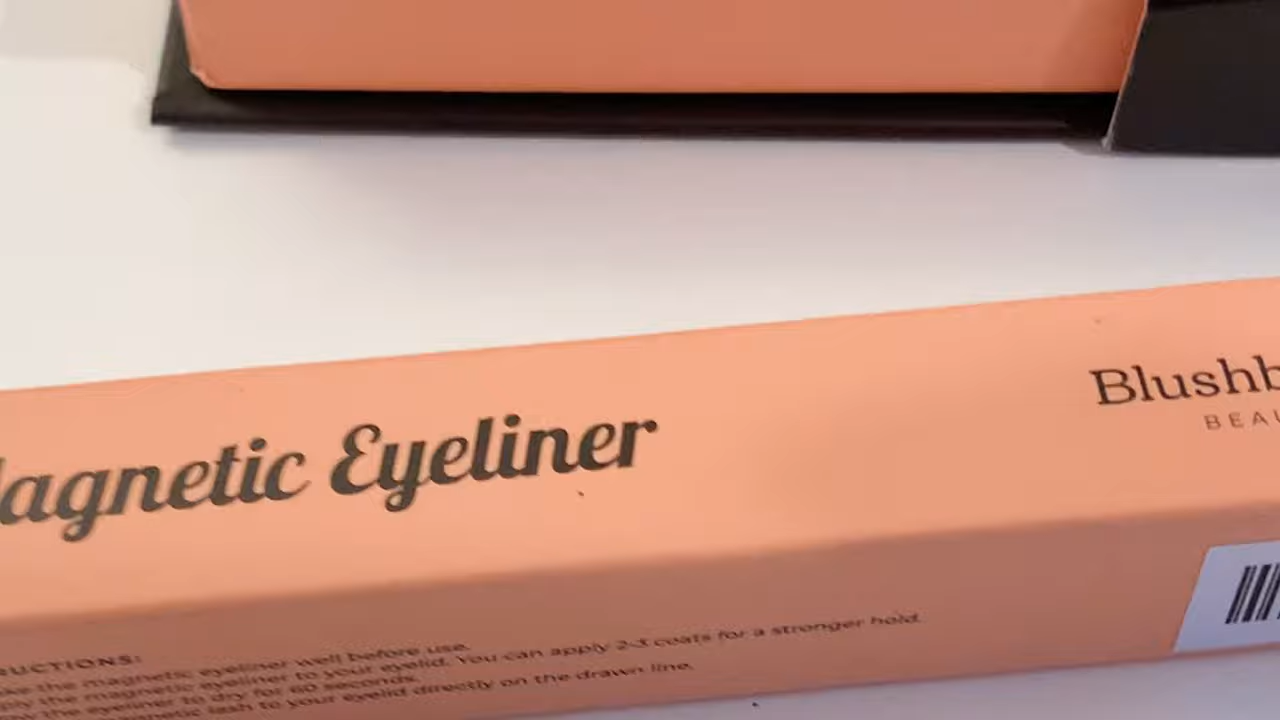 agnetic Eyeliner
Blushb
BEAU
RUCTIONS:
ke the magnetic eyeliner well before use.
the magnetic eyeliner to your eyelid. You can apply 2-3 coats for a stronger hold.
the eyeliner to dry for 60 seconds.
magnetic lash to your eyelid directly on the drawn line.